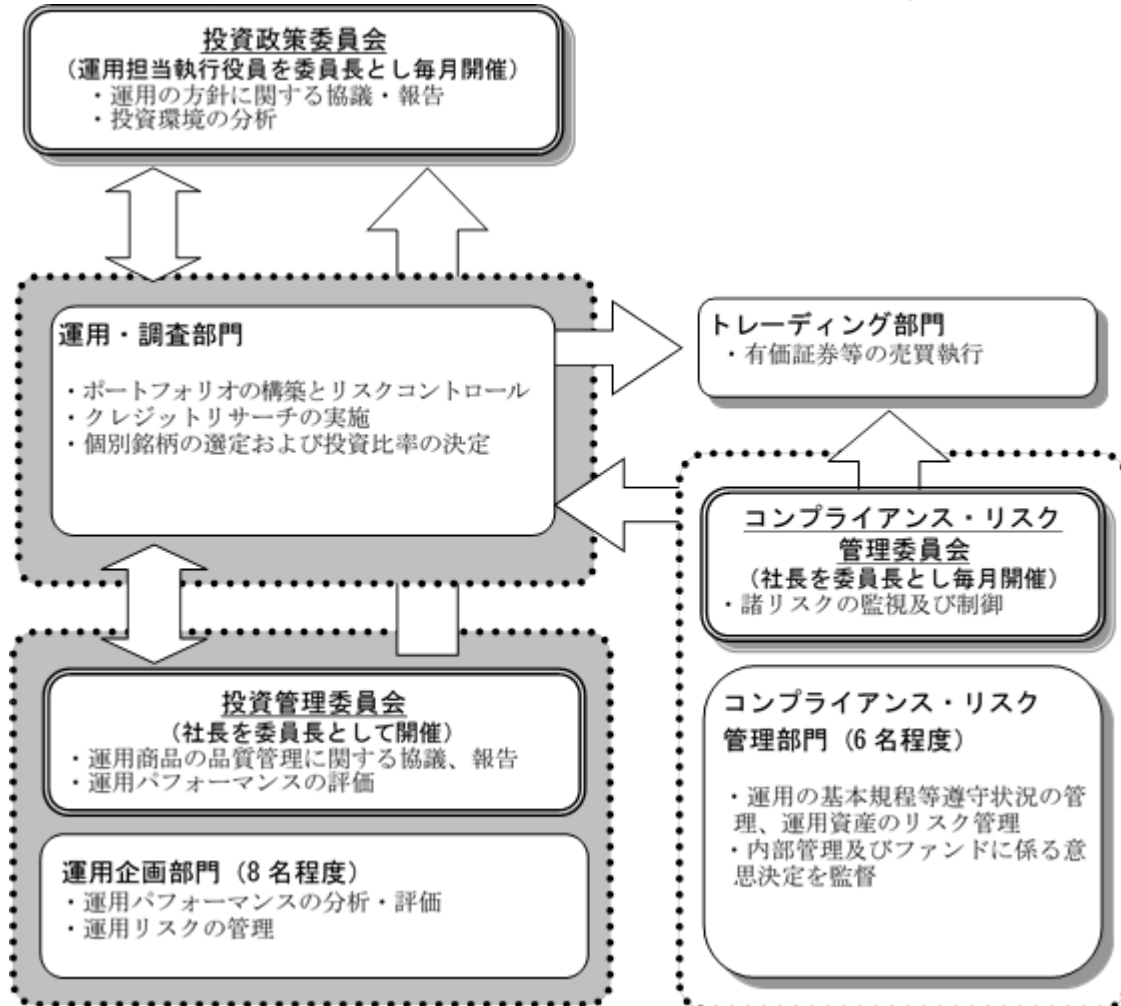 投資政策委員会
（運用担当執行役員を委員長とし毎月開催）
・運用の方針に関する協議・報告
・投資環境の分析
運用・調査部門
・ポートフォリオの構築とリスクコントロール
・クレジットリサーチの実施
・個別銘柄の選定および投資比率の決定
トレーディング部門
・有価証券等の売買執行
コンプライアンス・リスク
管理委員会
（社長を委員長とし毎月開催）
・諸リスクの監視及び制御
投資管理委員会
（社長を委員長として開催）
・運用商品の品質管理に関する協議、報告
・運用パフォーマンスの評価
運用企画部門（8名程度）
・運用パフォーマンスの分析・評価
・運用リスクの管理
コンプライアンス・リスク
管理部門（6名程度）
・運用の基本規程等遵守状況の管
理、運用資産のリスク管理
・内部管理及びファンドに係る意
思決定を監督